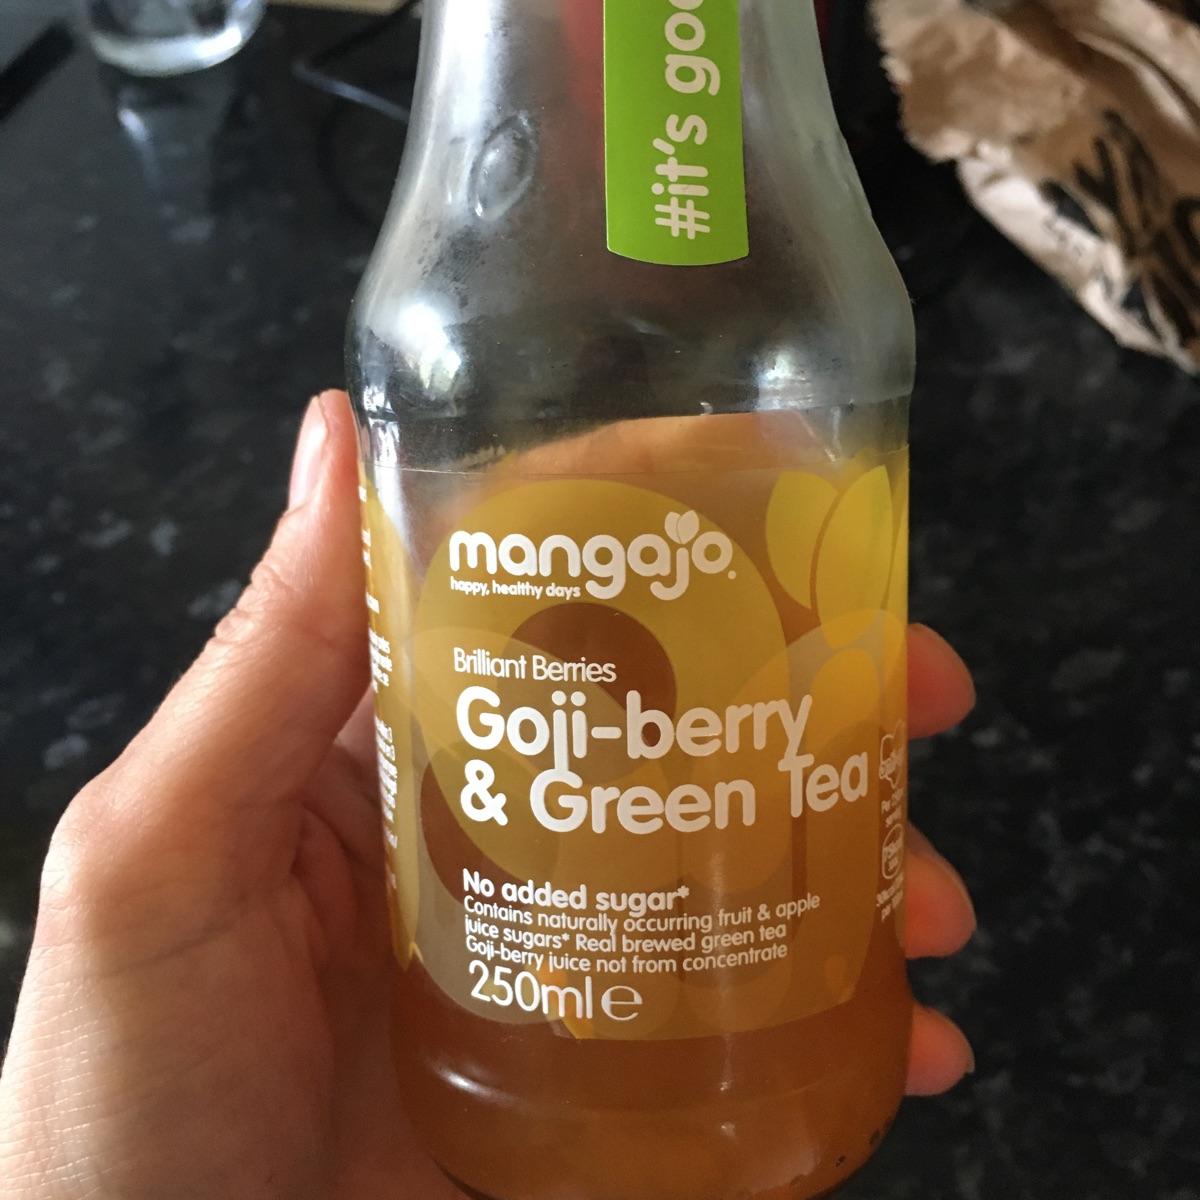 #it's goo
mangajo
happy, healthy days
Brilliant Berries
Goji-berry
& Green Tea
No added sugar*
Contains naturally occurring fruit & apple
juice sugars* Real brewed green tea
Goji-berry juice not from concentrate
250ml e